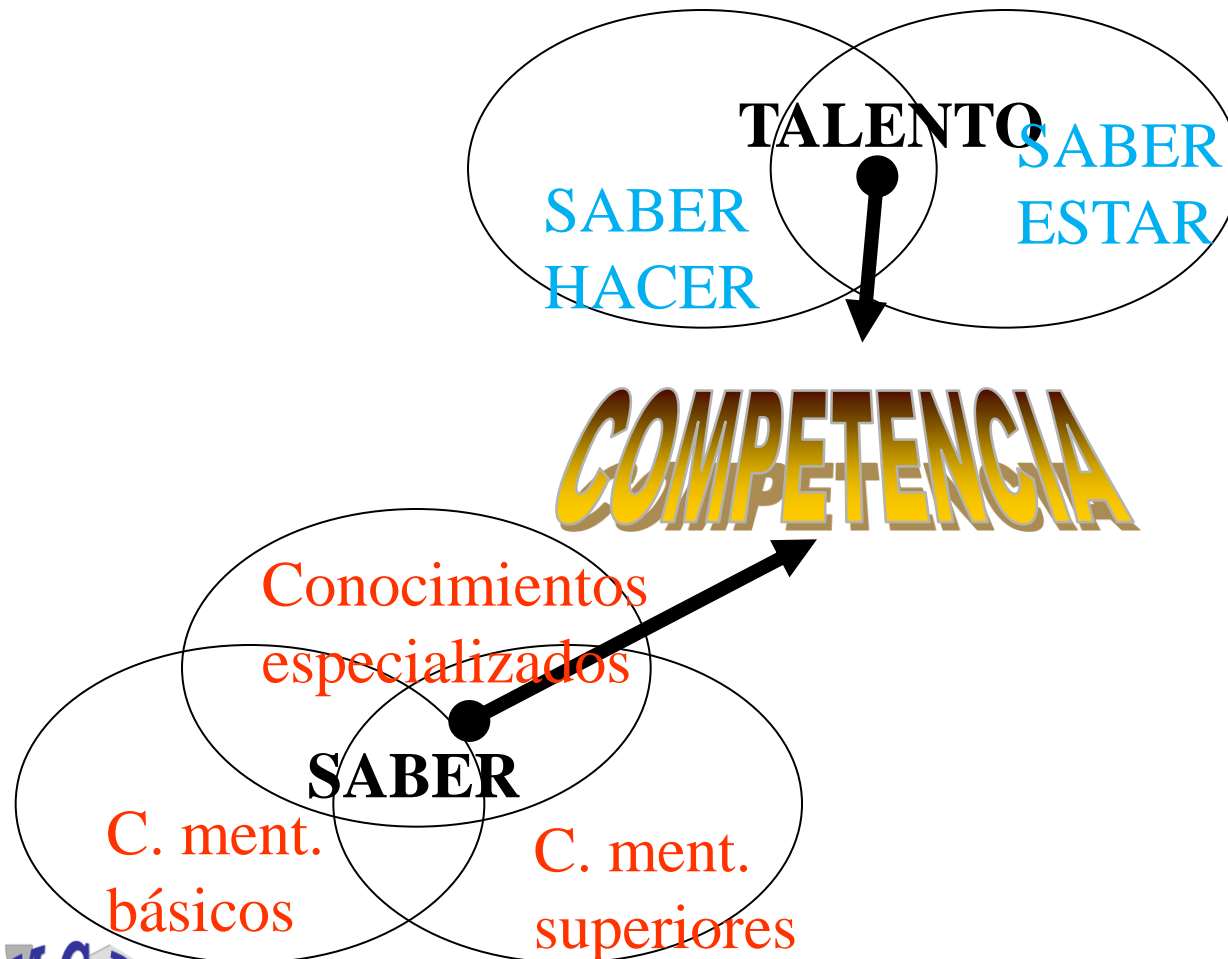 TALENTO
SABER
HACER
SABER
ESTAR
COMPETENCIA
Conocimientos
especializados
SABER
C. ment.
básicos
C. ment.
superiores